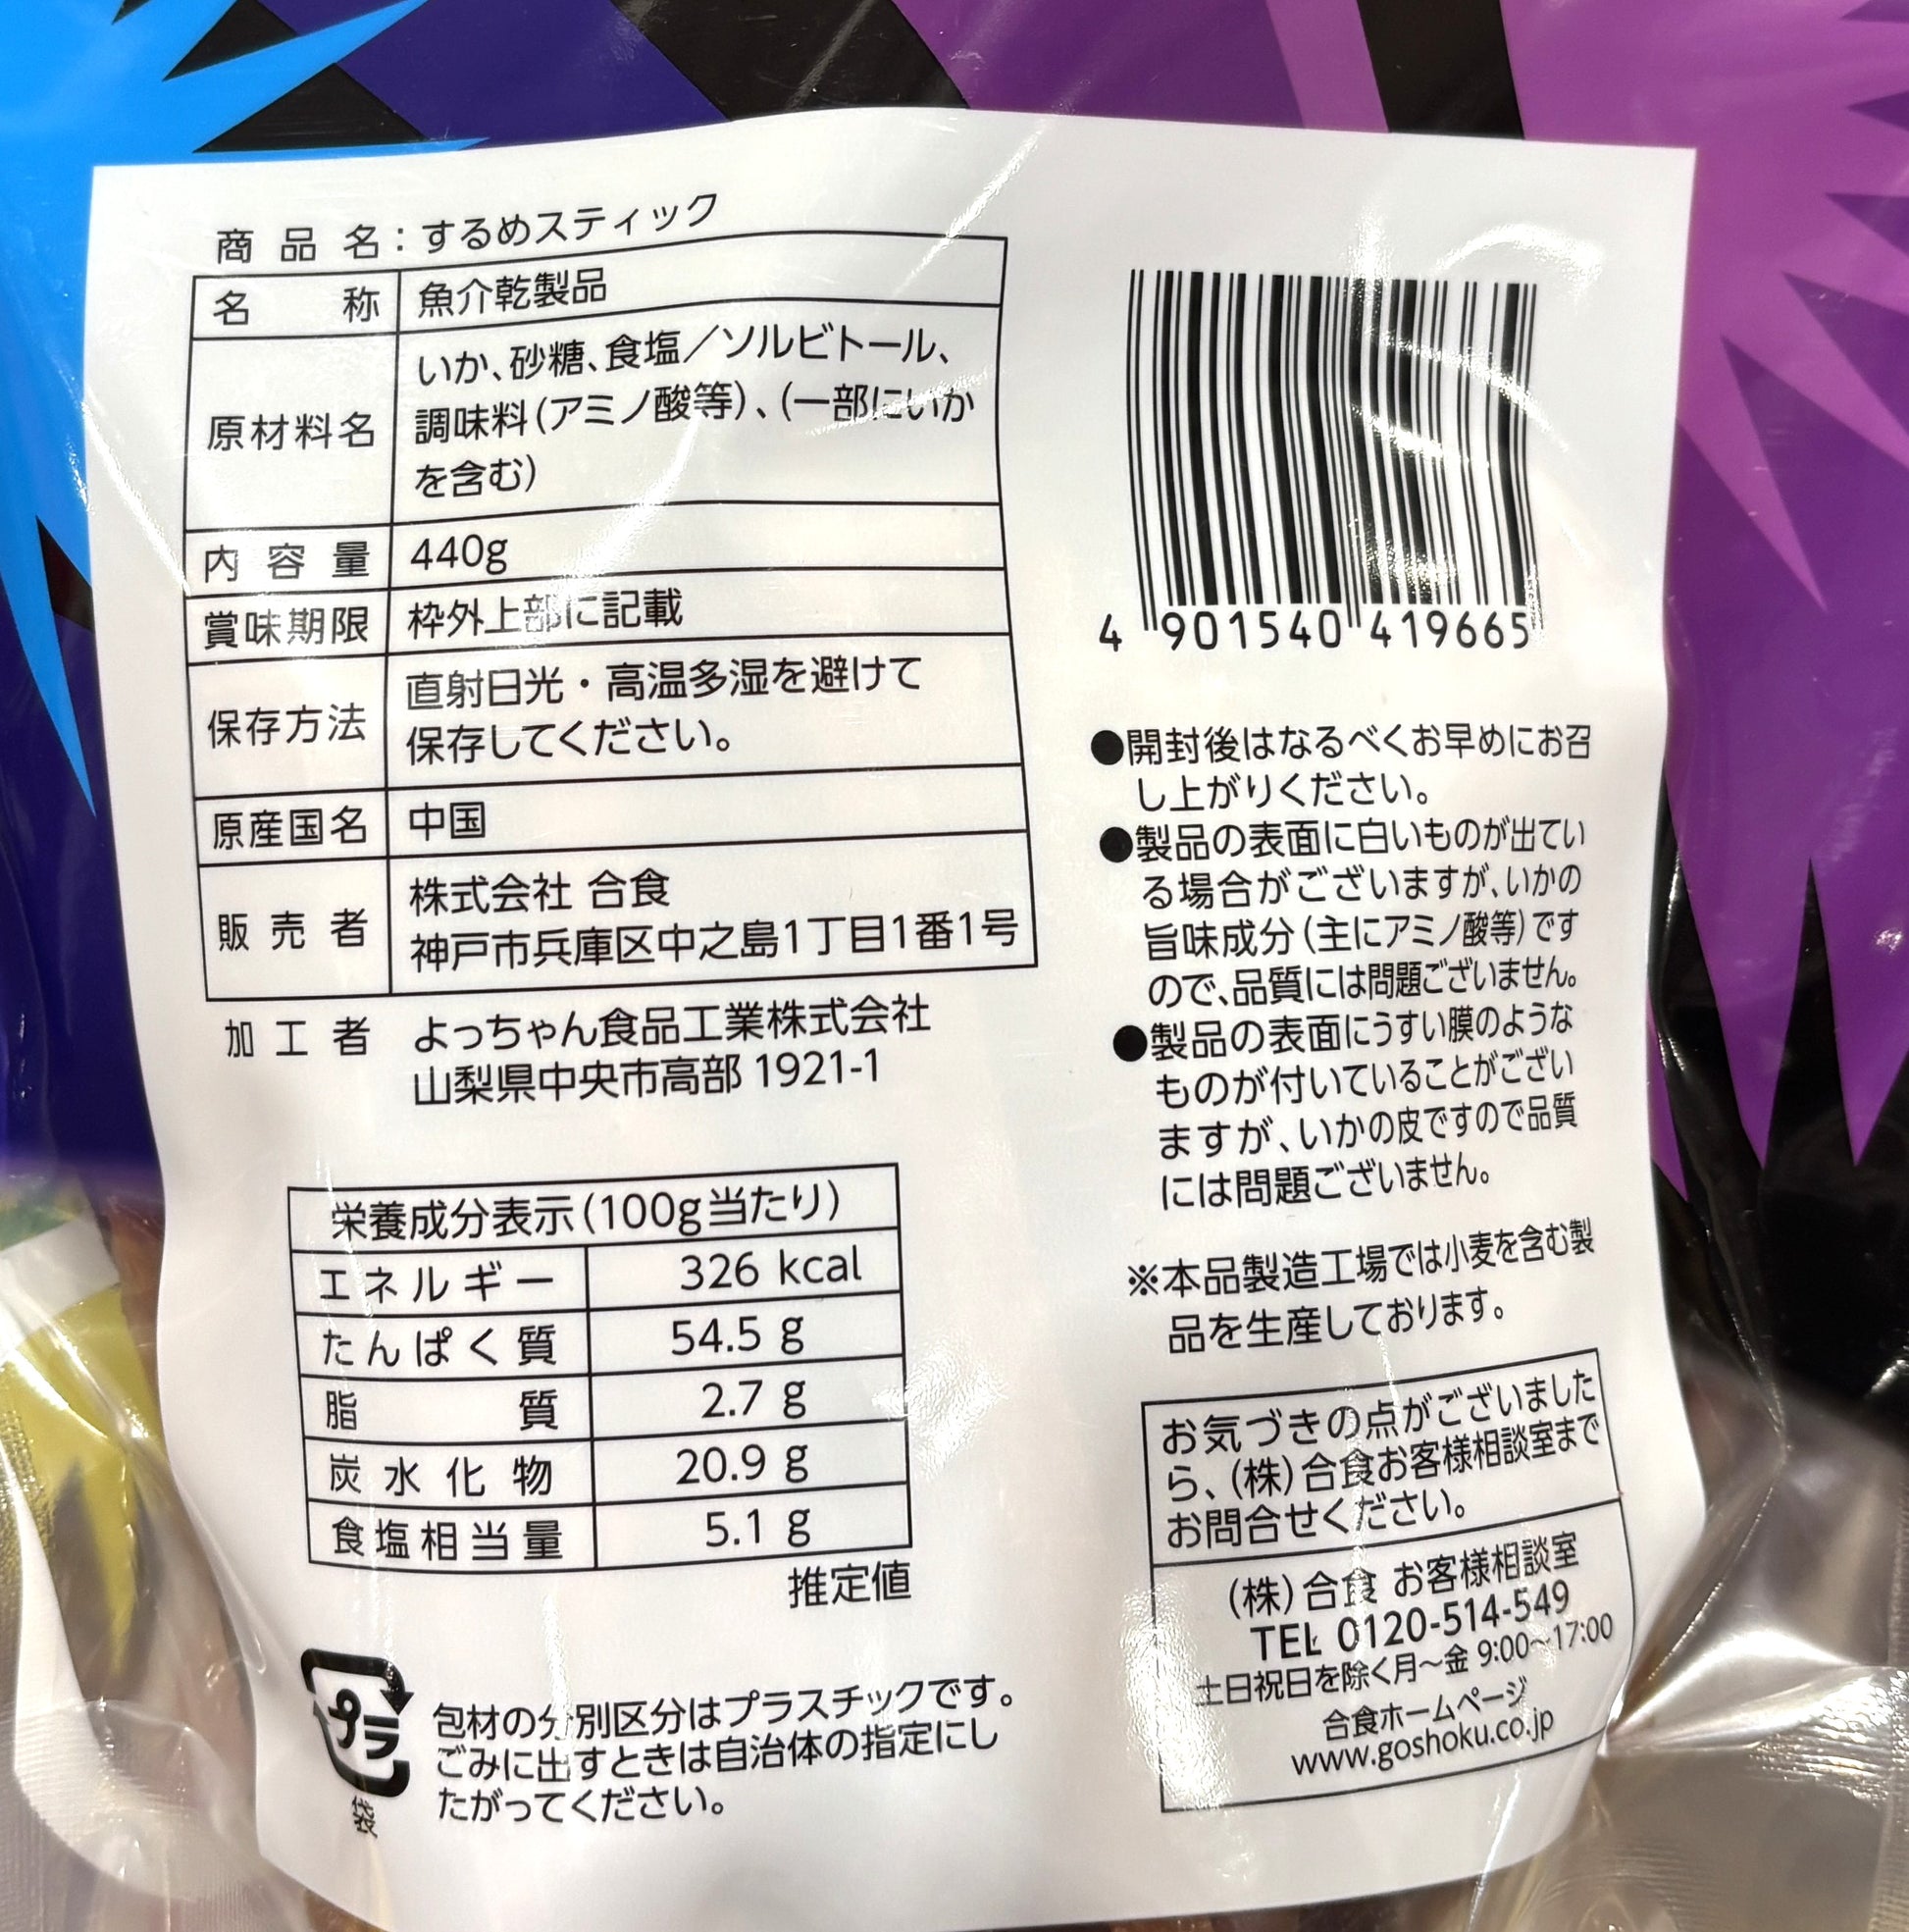 商品名：するめスティック
名称 魚介乾製品
原材料名 いか、砂糖、食塩／ソルビトール、
調味料（アミノ酸等）、（一部にいか
を含む）
内容量 440g
賞味期限 枠外上部に記載
保存方法 直射日光・高温多湿を避けて
保存してください。
原産国名 中国
販売者 株式会社 合食
神戸市兵庫区中之島1丁目1番1号
加工者 よっちゃん食品工業株式会社
山梨県中央市高部 1921-1
栄養成分表示（100g当たり）
エネルギー 326 kcal
たんぱく質 54.5 g
脂質 2.7 g
炭水化物 20.9 g
食塩相当量 5.1 g
推定値
プラ
袋
包材の分別区分はプラスチックです。
ごみに出すときは自治体の指定にし
たがってください。
4 901540 419665
●開封後はなるべくお早めにお召
し上がりください。
●製品の表面に白いものが出てい
る場合がございますが、いかの
旨味成分（主にアミノ酸等）です
ので、品質には問題ございません。
●製品の表面にうすい膜のような
ものが付いていることがござい
ますが、いかの皮ですので品質
には問題ございません。
※本品製造工場では小麦を含む製
品を生産しております。
お気づきの点がございました
ら、（株）合食お客様相談室まで
お問合せください。
（株）合食 お客様相談室
TEL 0120-514-549
土日祝日を除く月～金 9:00～17:00
合食ホームページ
www.goshoku.co.jp